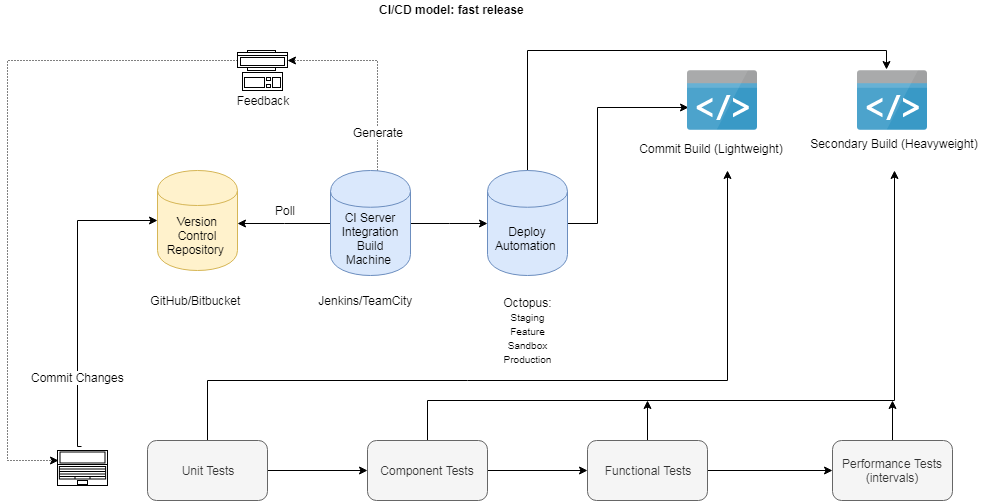 CI/CD model: fast release
Feedback
Generate
</>
</>
Commit Build (Lightweight)
Secondary Build (Heavyweight)
Version
Control
Repository
Poll
CI Server
Integration
Build
Machine
Deploy
Automation
GitHub/Bitbucket
Jenkins/TeamCity
Octopus:
Staging
Feature
Sandbox
Production
Commit Changes
Unit Tests
Component Tests
Functional Tests
Performance Tests
(intervals)